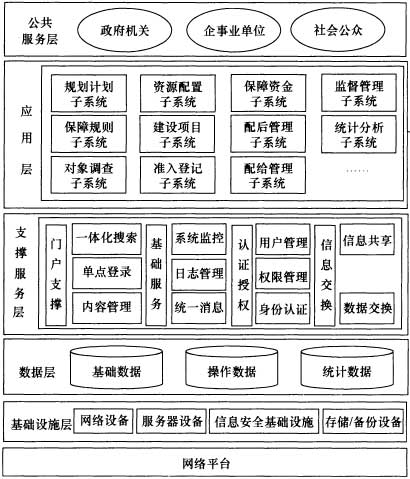 公共
服务层
政府机关
企事业单位
社会公众
应用层
规划计划
子系统
资源配置
子系统
保障资金
子系统
监督管理
子系统
保障规则
子系统
建设项目
子系统
配后管理
子系统
统计分析
子系统
对象调查
子系统
准入登记
子系统
配给管理
子系统
……
支撑服务层
门户支撑
一体化搜索
单点登录
内容管理
基础服务
系统监控
日志管理
统一消息
认证授权
用户管理
权限管理
身份认证
信息交换
信息共享
数据交换
数据层
基础数据
操作数据
统计数据
基础设施层
网络设备
服务器设备
信息安全基础设施
存储/备份设备
网络平台